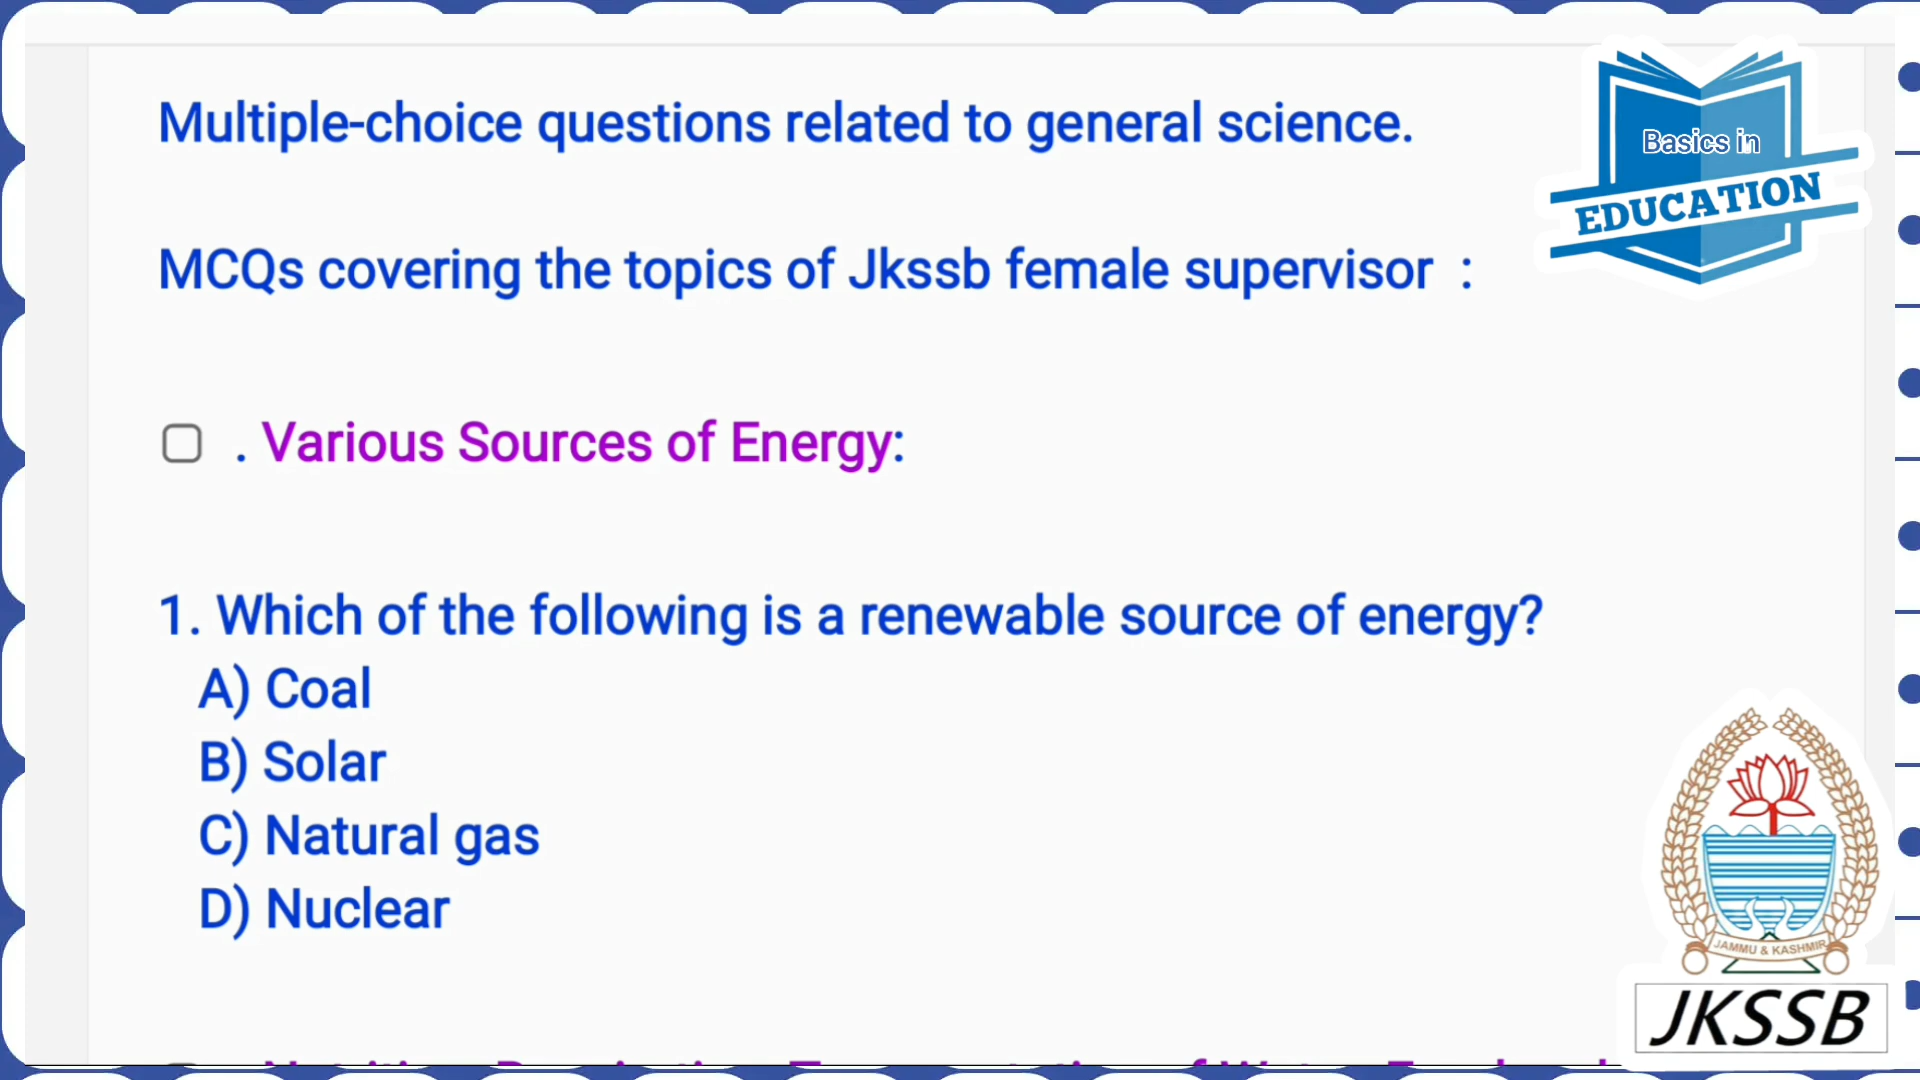 Multiple-choice questions related to general science.
Basics in
EDUCATION
MCQs covering the topics of Jkssb female supervisor :
. Various Sources of Energy:
1. Which of the following is a renewable source of energy?
A) Coal
B) Solar
C) Natural gas
D) Nuclear
JAMMU & KASHMIR
JKSSB